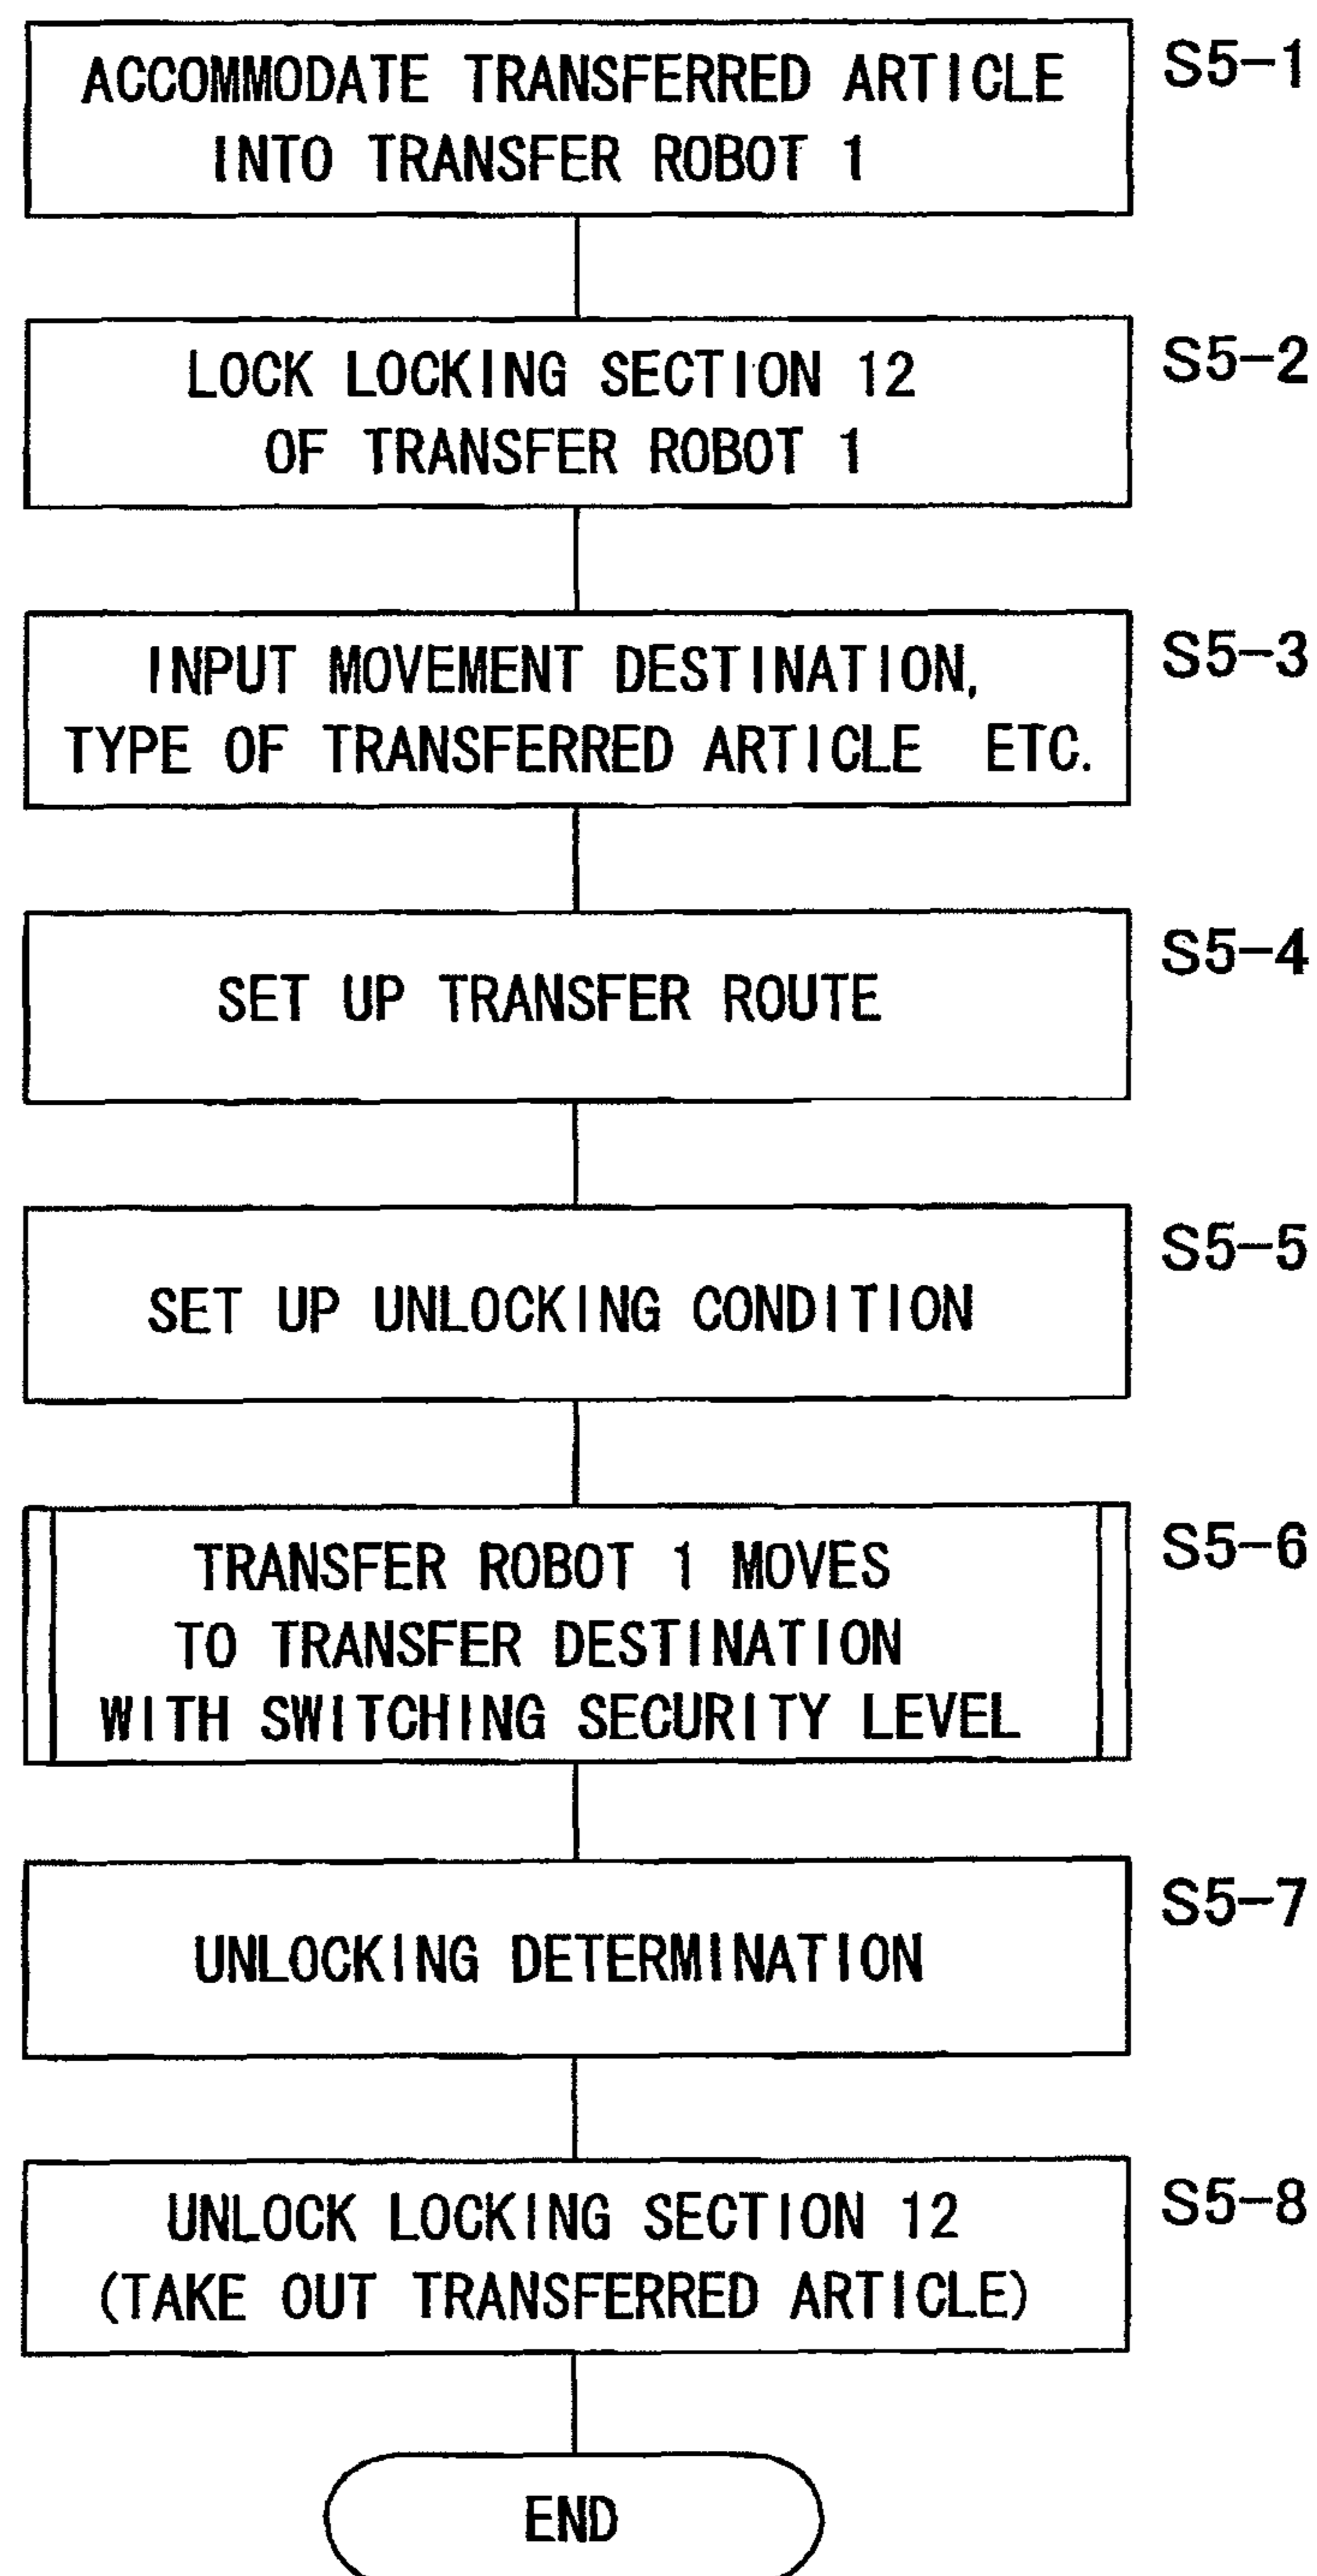 ACCOMMODATE TRANSFERRED ARTICLE
INTO TRANSFER ROBOT 1
S5-1
LOCK LOCKING SECTION 12
OF TRANSFER ROBOT 1
S5-2
INPUT MOVEMENT DESTINATION,
TYPE OF TRANSFERRED ARTICLE ETC.
S5-3
SET UP TRANSFER ROUTE
S5-4
SET UP UNLOCKING CONDITION
S5-5
TRANSFER ROBOT 1 MOVES
TO TRANSFER DESTINATION
WITH SWITCHING SECURITY LEVEL
S5-6
UNLOCKING DETERMINATION
S5-7
UNLOCK LOCKING SECTION 12
(TAKE OUT TRANSFERRED ARTICLE)
S5-8
END